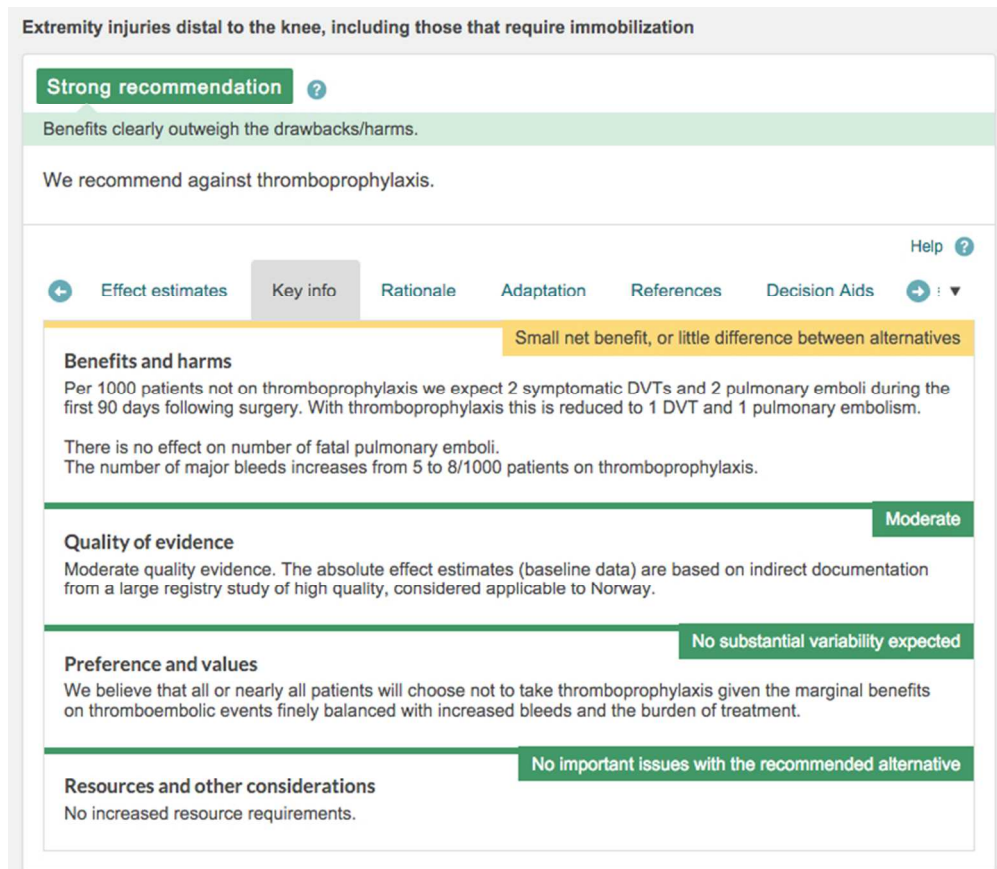 Extremity injuries distal to the knee, including those that require immobilization
Strong recommendation ?
Benefits clearly outweigh the drawbacks/harms.
We recommend against thromboprophylaxis.
Help ?
Effect estimates Key info Rationale Adaptation References Decision Aids
Small net benefit, or little difference between alternatives
Benefits and harms
Per 1000 patients not on thromboprophylaxis we expect 2 symptomatic DVTs and 2 pulmonary emboli during the
first 90 days following surgery. With thromboprophylaxis this is reduced to 1 DVT and 1 pulmonary embolism.
There is no effect on number of fatal pulmonary emboli.
The number of major bleeds increases from 5 to 8/1000 patients on thromboprophylaxis.
Moderate
Quality of evidence
Moderate quality evidence. The absolute effect estimates (baseline data) are based on indirect documentation
from a large registry study of high quality, considered applicable to Norway.
No substantial variability expected
Preference and values
We believe that all or nearly all patients will choose not to take thromboprophylaxis given the marginal benefits
on thromboembolic events finely balanced with increased bleeds and the burden of treatment.
No important issues with the recommended alternative
Resources and other considerations
No increased resource requirements.